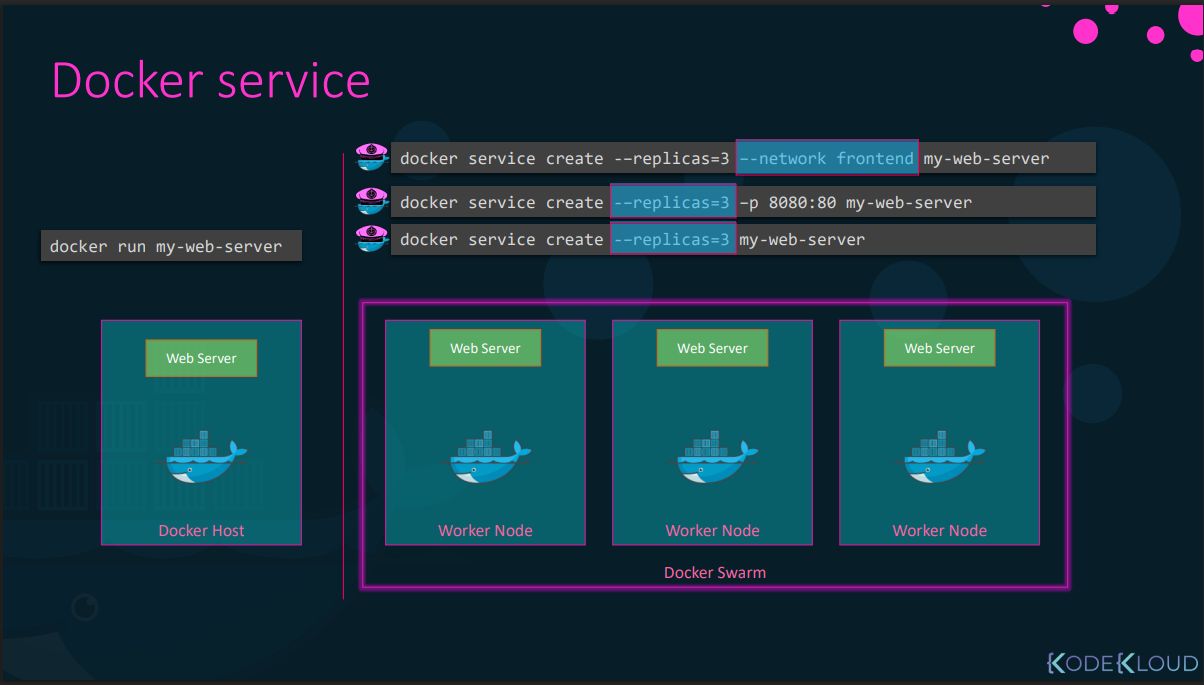 Docker service
docker service create --replicas=3 --network frontend my-web-server
docker service create --replicas=3 –p 8080:80 my-web-server
docker service create --replicas=3 my-web-server
docker run my-web-server
Web Server
Docker Host
Web Server
Web Server
Web Server
Worker Node
Worker Node
Worker Node
Docker Swarm
KODEKLOUD